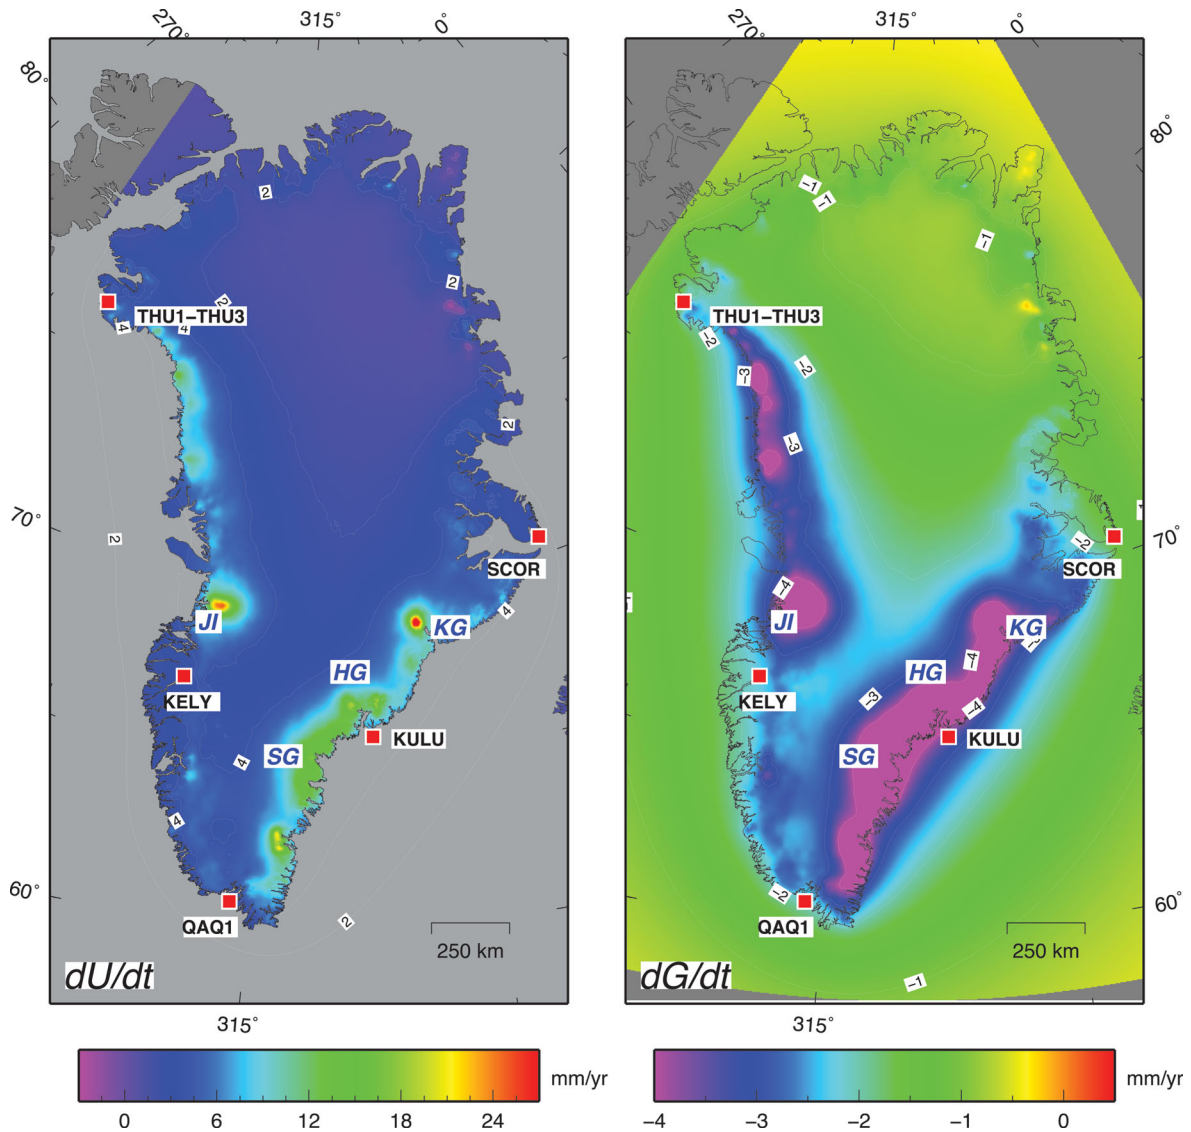 270°
315°
0°
270°
315°
0°
80°
80°
2
-1
-1
-1
2
2
THU1–THU3
4
4
THU1–THU3
-2
-2
-3
-3
2
2
70°
70°
SCOR
-2
SCOR
4
-4
JI
KG
JI
KG
-3
HG
HG
-4
KELY
KELY
-3
-4
KULU
KULU
SG
SG
4
4
QAQ1
2
-2
QAQ1
60°
60°
250 km
250 km
-1
dU/dt
dG/dt
315°
315°
mm/yr
mm/yr
0
6
12
18
24
−4
−3
−2
−1
0